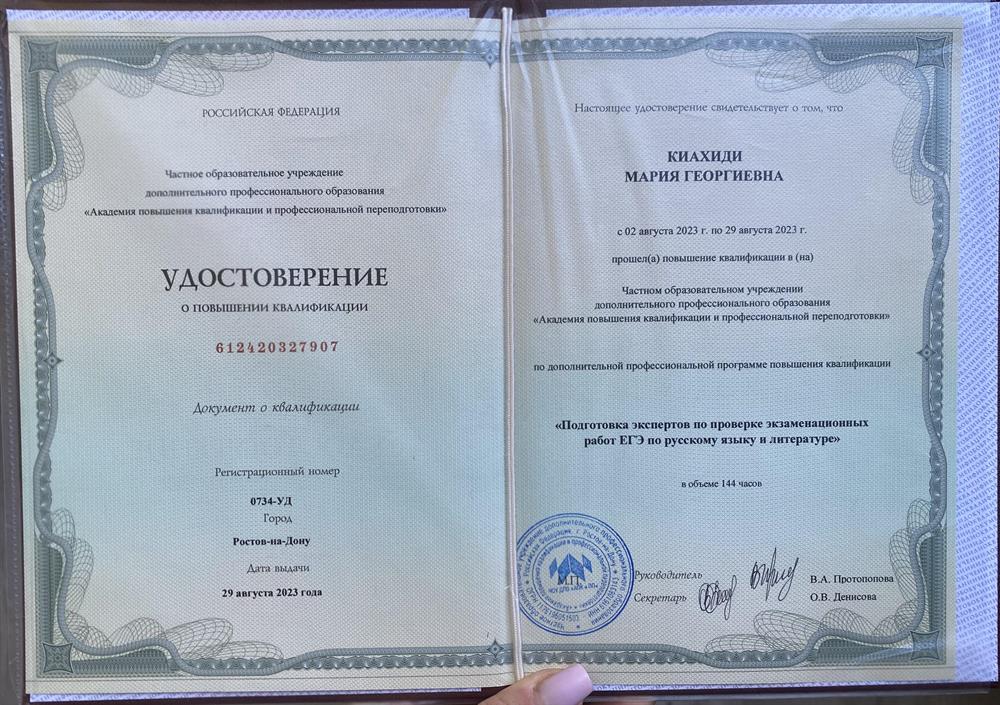 РОССИЙСКАЯ ФЕДЕРАЦИЯ
Частное образовательное учреждение
дополнительного профессионального образования
«Академия повышения квалификации и профессиональной переподготовки»
УДОСТОВЕРЕНИЕ
О ПОВЫШЕНИИ КВАЛИФИКАЦИИ
612420327907
Документ о квалификации
Регистрационный номер
0734-УД
Город
Ростов-на-Дону
Дата выдачи
29 августа 2023 года
Настоящее удостоверение свидетельствует о том, что
КИАХИДИ
МАРИЯ ГЕОРГИЕВНА
с 02 августа 2023 г. по 29 августа 2023 г.
прошел(а) повышение квалификации в (на)
Частном образовательном учреждении
дополнительного профессионального образования
«Академия повышения квалификации и профессиональной переподготовки»
по дополнительной профессиональной программе повышения квалификации
«Подготовка экспертов по проверке экзаменационных
работ ЕГЭ по русскому языку и литературе»
в объеме 144 часов
М.П.
Руководитель
В.А. Протопопова
Секретарь
О.В. Денисова